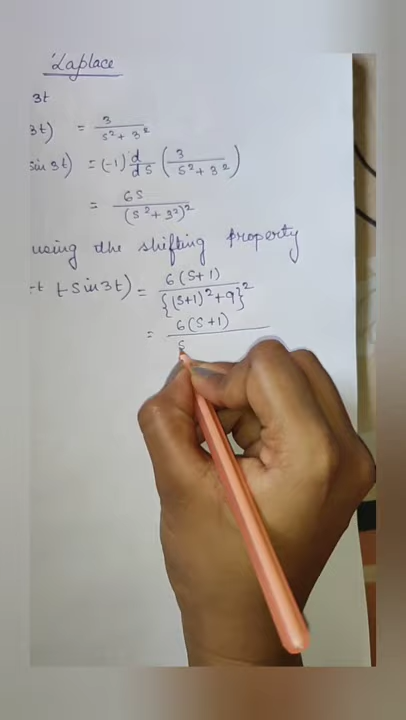 Laplace
3t
3t) = 3 / (s² + 3²)
sin 3t) = (-1) d/ds (3 / (s² + 3²))
= 6s / (s² + 3²)²
using the shifting property
-t t sin 3t) = 6(s+1) / {(s+1)² + 9}²
= 6(s+1) / s